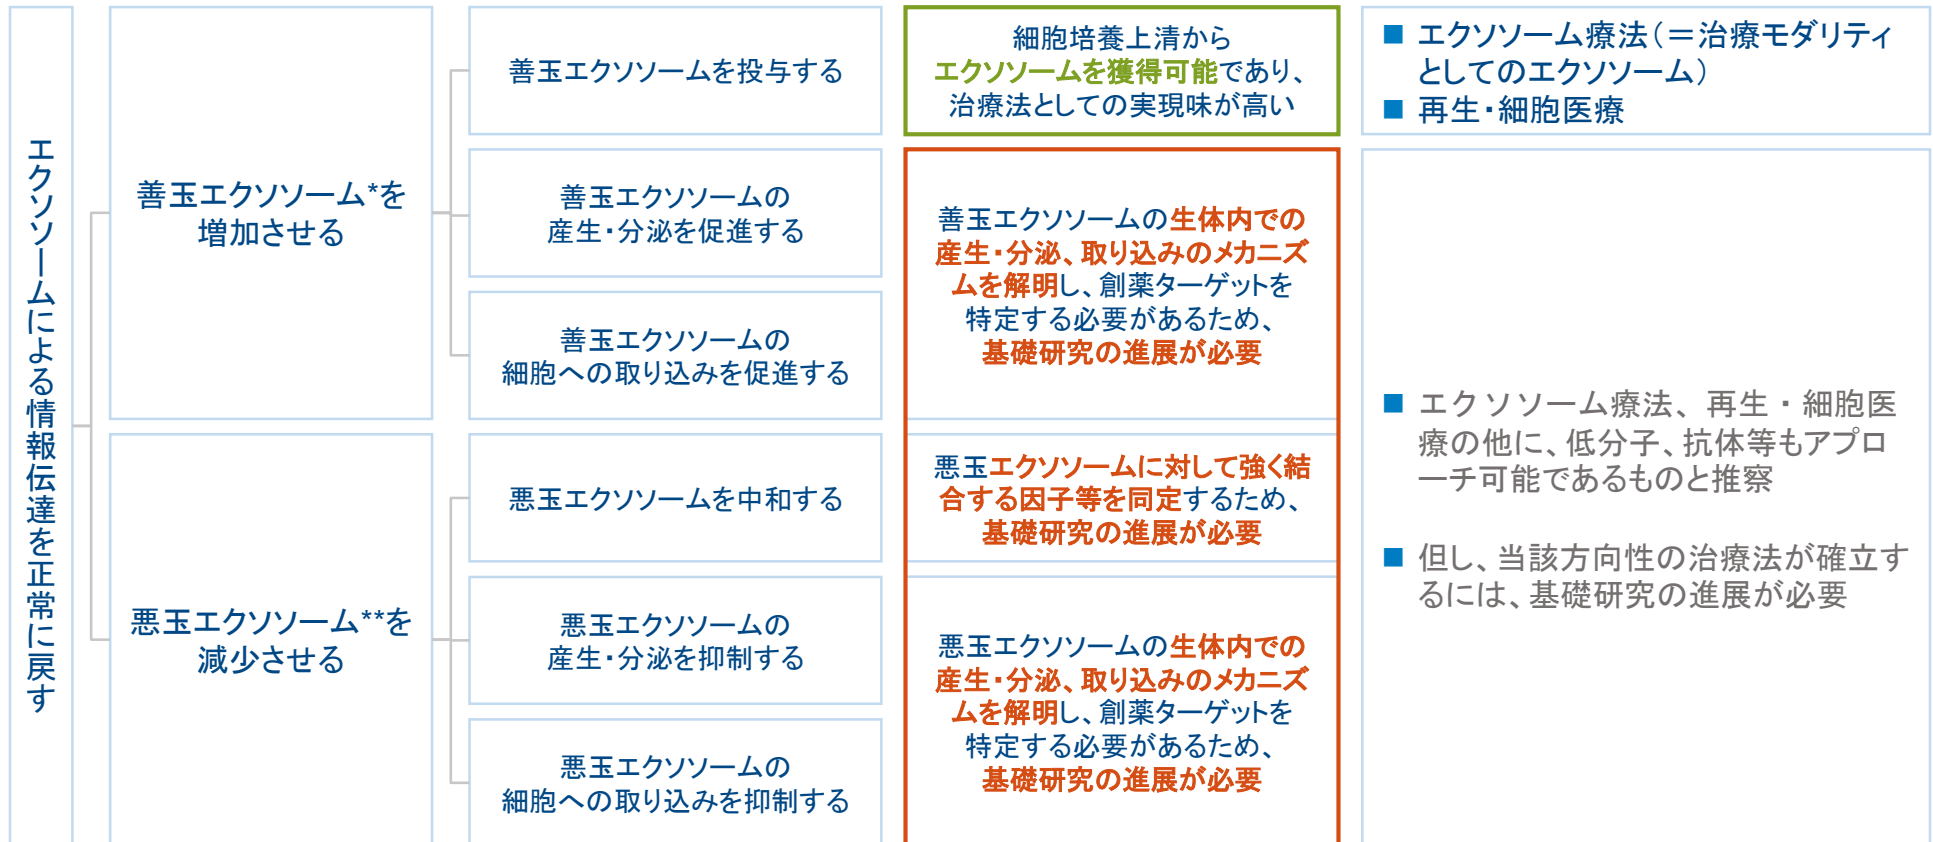 エクソソームによる情報伝達を正常に戻す
善玉エクソソーム*を
増加させる
善玉エクソソームを投与する
細胞培養上清から
エクソソームを獲得可能であり、
治療法としての実現味が高い
■ エクソソーム療法（＝治療モダリティ
としてのエクソソーム）
■ 再生・細胞医療
善玉エクソソームの
産生・分泌を促進する
善玉エクソソームの
細胞への取り込みを促進する
善玉エクソソームの生体内での
産生・分泌、取り込みのメカニズ
ムを解明し、創薬ターゲットを
特定する必要があるため、
基礎研究の進展が必要
悪玉エクソソーム**を
減少させる
悪玉エクソソームを中和する
悪玉エクソソームに対して強く結
合する因子等を同定するため、
基礎研究の進展が必要
悪玉エクソソームの
産生・分泌を抑制する
悪玉エクソソームの
細胞への取り込みを抑制する
悪玉エクソソームの生体内での
産生・分泌、取り込みのメカニズ
ムを解明し、創薬ターゲットを
特定する必要があるため、
基礎研究の進展が必要
■ エクソソーム療法、再生・細胞医
療の他に、低分子、抗体等もアプロ
ーチ可能であるものと推察
■ 但し、当該方向性の治療法が確立す
るには、基礎研究の進展が必要